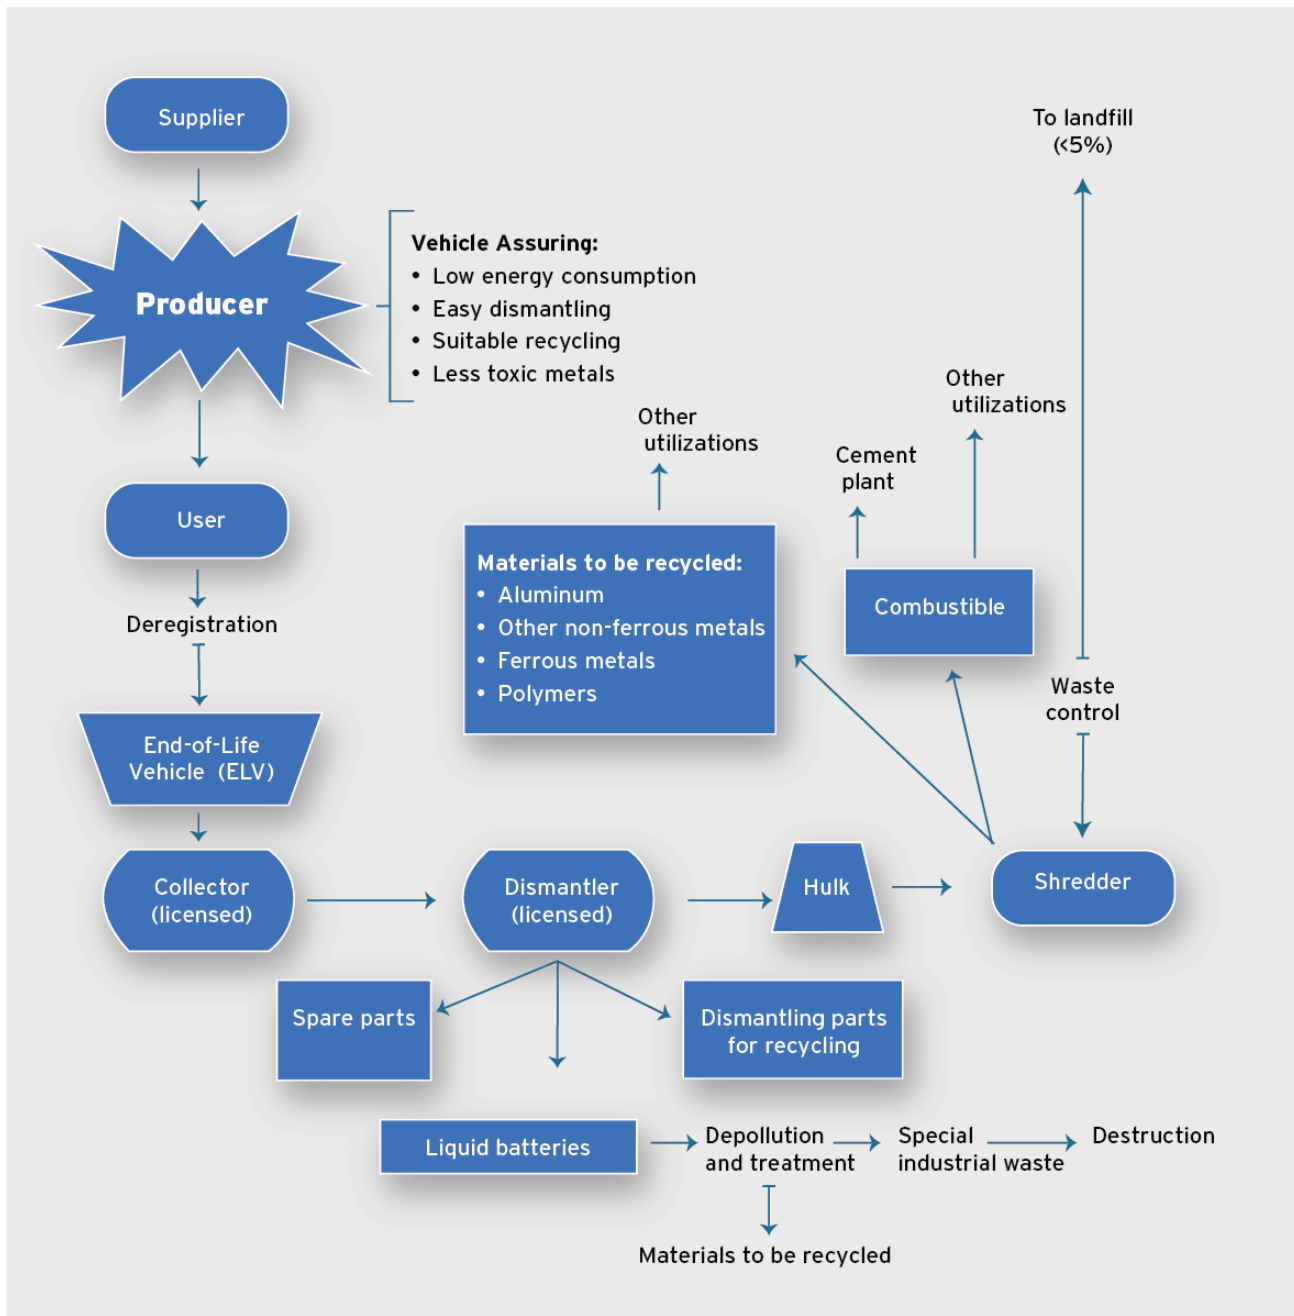 Supplier
Producer
Vehicle Assuring:
• Low energy consumption
• Easy dismantling
• Suitable recycling
• Less toxic metals
User
Deregistration
End-of-Life
Vehicle (ELV)
Collector
(licensed)
Dismantler
(licensed)
Hulk
Shredder
Other
utilizations
Materials to be recycled:
• Aluminum
• Other non-ferrous metals
• Ferrous metals
• Polymers
Cement
plant
Other
utilizations
Combustible
To landfill
(<5%)
Waste
control
Spare parts
Dismantling parts
for recycling
Liquid batteries
Depollution
and treatment
Special
industrial waste
Destruction
Materials to be recycled